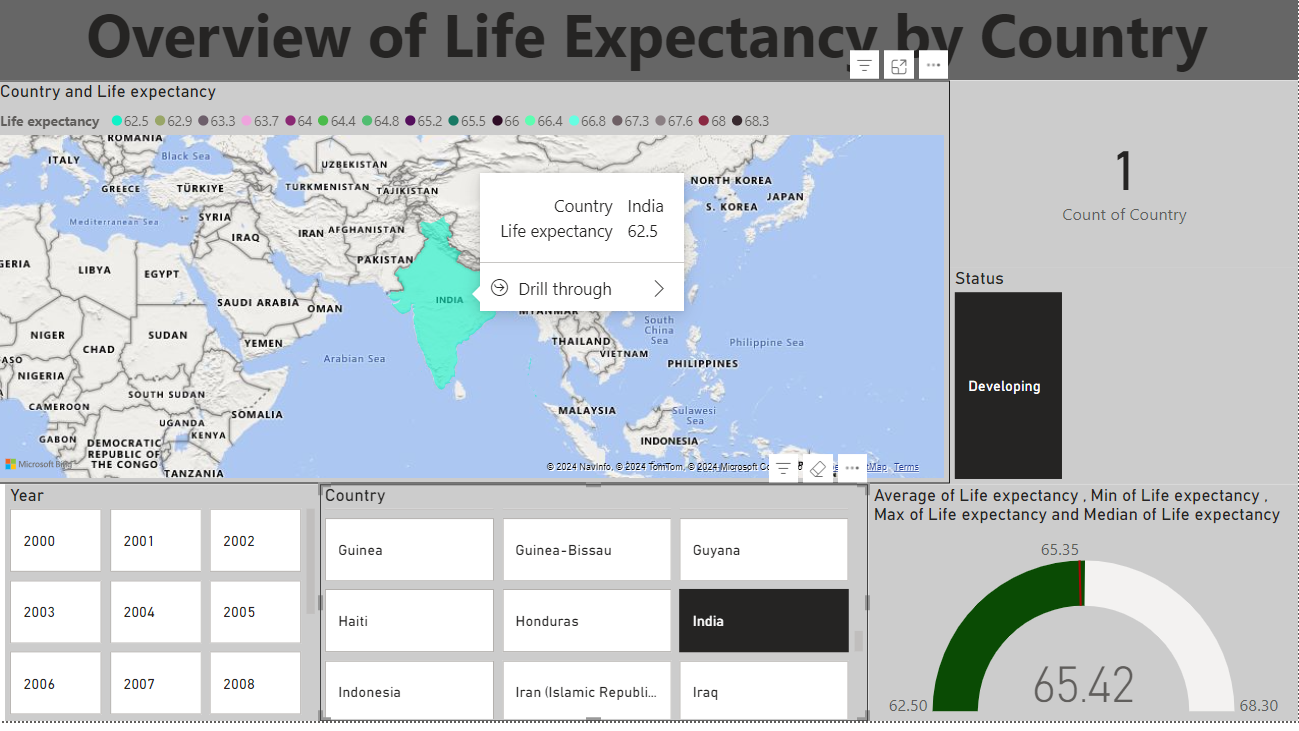 Overview of Life Expectancy by Country
Country and Life expectancy
Life expectancy 62.5 62.9 63.3 63.7 64 64.4 64.8 65.2 65.5 66 66.4 66.8 67.3 67.6 68 68.3
ROMANIA
ITALY
Black Sea
UZBEKISTAN
GREECE
TÜRKIYE
TURKMENISTAN
TAJIKISTAN
NORTH KOREA
S. KOREA
JAPAN
Mediterranean Sea
SYRIA
IRAQ
IRAN
AFGHANISTAN
PAKISTAN
LIBYA
EGYPT
SAUDI ARABIA
OMAN
INDIA
Country India
Life expectancy 62.5
Drill through
MYANMAR
NIGER
CHAD
SUDAN
YEMEN
Arabian Sea
THAILAND
VIETNAM
South
China
Sea
Philippine Sea
PHILIPPINES
NIGERIA
SOUTH SUDAN
CAMEROON
SOMALIA
UGANDA
KENYA
GABON
DEMOCRATIC
REPUBLIC OF
THE CONGO
TANZANIA
MALAYSIA
Sulawesi
Sea
INDONESIA
Microsoft Bing
© 2024 NavInfo, © 2024 TomTom, © 2024 Microsoft
Terms
1
Count of Country
Status
Developing
Year
2000 2001 2002
2003 2004 2005
2006 2007 2008
Country
Guinea Guinea-Bissau Guyana
Haiti Honduras India
Indonesia Iran (Islamic Republi... Iraq
Average of Life expectancy , Min of Life expectancy ,
Max of Life expectancy and Median of Life expectancy
65.35
65.42
62.50 68.30